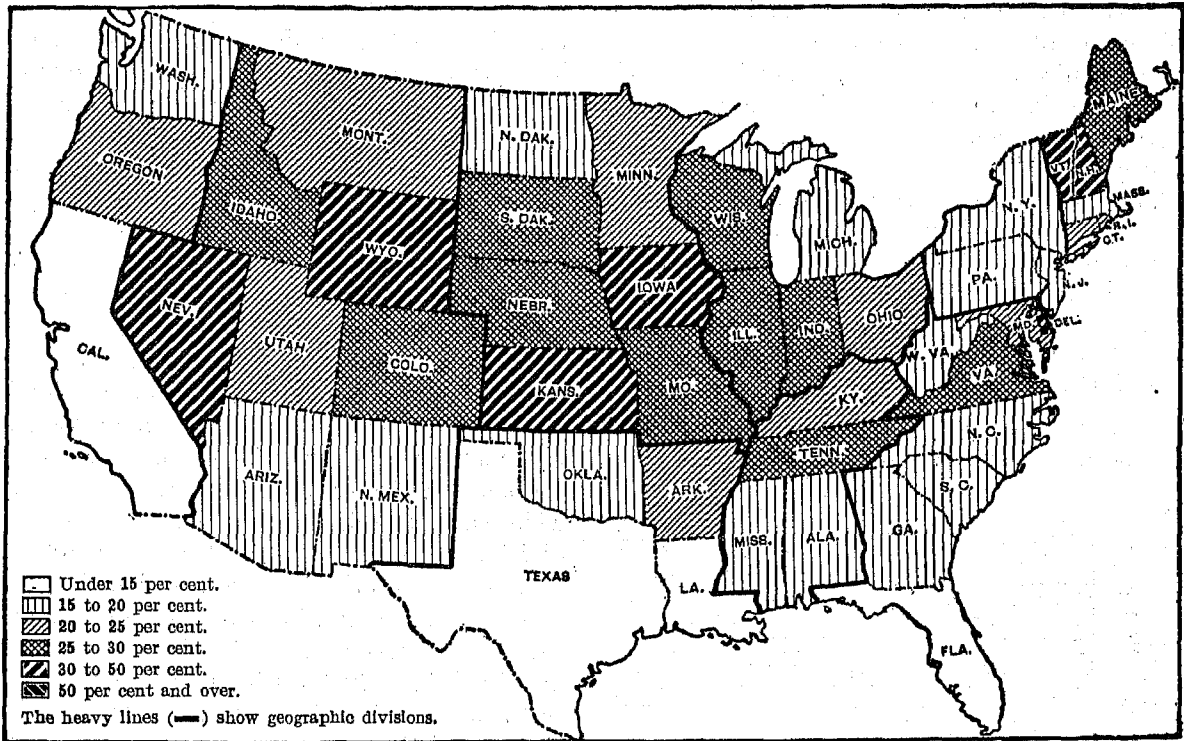 WASH.
MONT.
N. DAK.
MINN.
OREGON
IDAHO.
S. DAK.
WIS.
MICH.
MAINE
VT.
N.H.
N. Y.
MASS.
R. I.
C.T.
WYO.
IOWA
NEBR.
PA.
N. J.
NEV.
CAL.
UTAH.
COLO.
ILL.
IND.
OHIO
MD.
DEL.
W. VA.
VA.
KANS.
MO.
KY.
N. C.
TENN.
ARIZ.
N. MEX.
OKLA.
ARK.
S. C.
MISS.
ALA.
GA.
TEXAS
LA.
FLA.
Under 15 per cent.
15 to 20 per cent.
20 to 25 per cent.
25 to 30 per cent.
30 to 50 per cent.
50 per cent and over.
The heavy lines (▬) show geographic divisions.